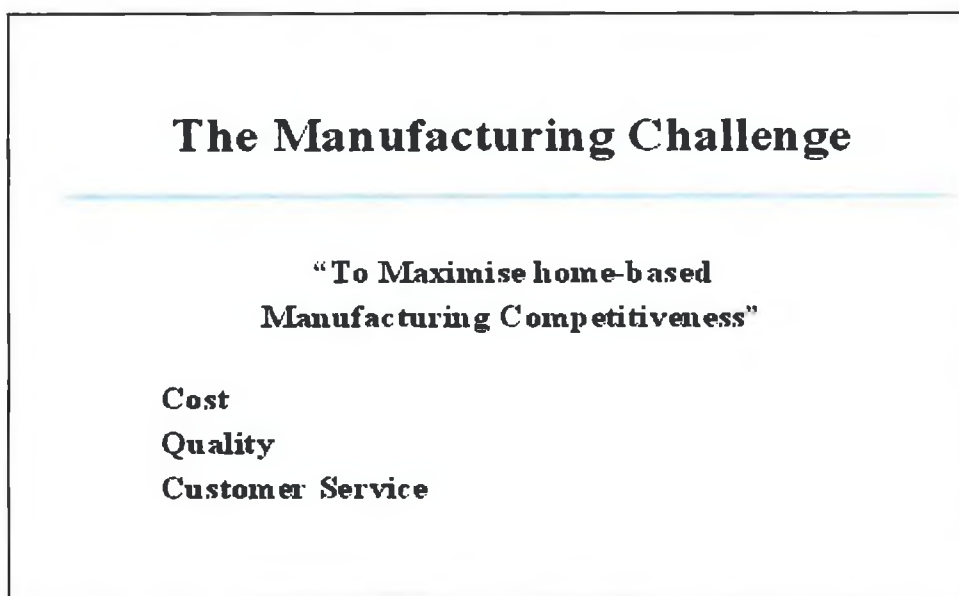 The Manufacturing Challenge
“To Maximise home-based
Manufacturing Competitiveness”
Cost
Quality
Customer Service